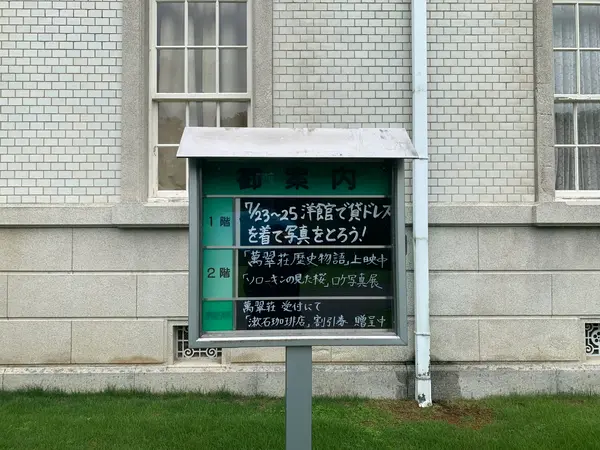 御案内
1階
7/23~25 洋館で貸ドレス
を着て写真をとろう!
2階
「萬翠荘歴史物語」上映中
「ソローキンの見た桜」ロケ写真展
萬翠荘 受付にて
「漱石珈琲店」割引券 贈呈中